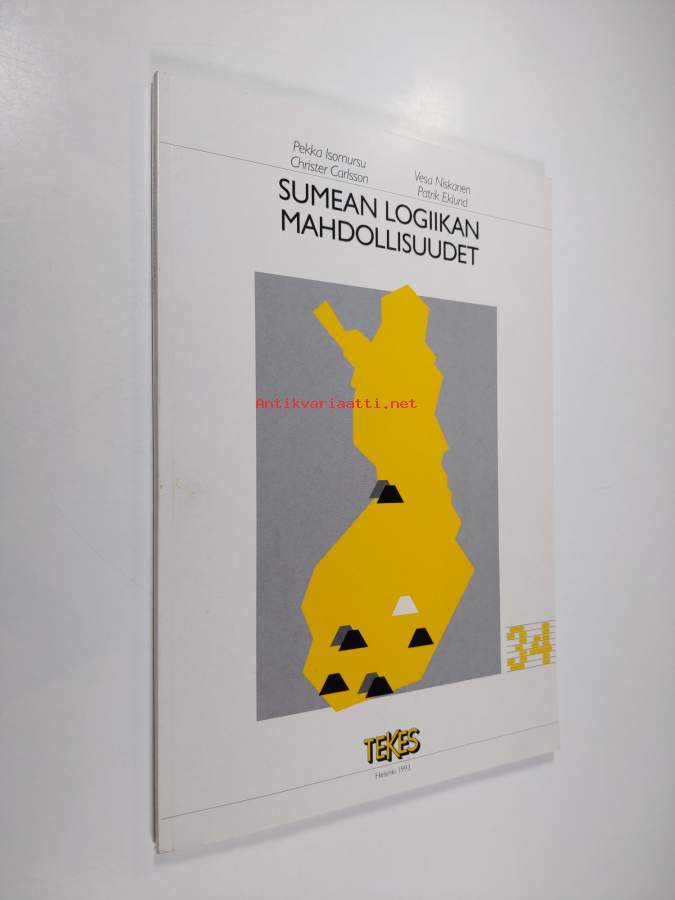 Pekka Isomursu
Christer Carlsson
Vesa Niskanen
Patrik Eklund
SUMEAN LOGIIKAN
MAHDOLLISUUDET
Antikvariaatti.net
34
TEKES
Helsinki 1993